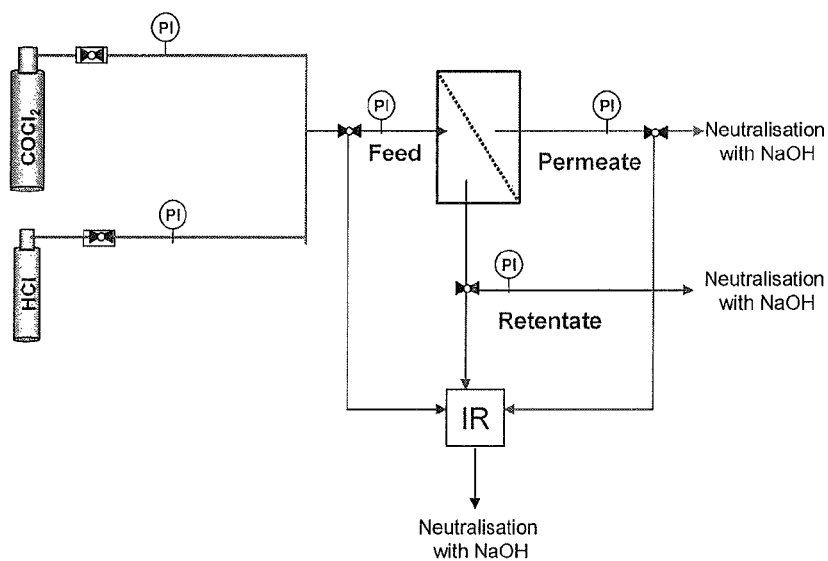 PI
COCl2
PI
Feed
PI
Permeate
Neutralisation
with NaOH
PI
HCl
PI
Retentate
Neutralisation
with NaOH
IR
Neutralisation
with NaOH